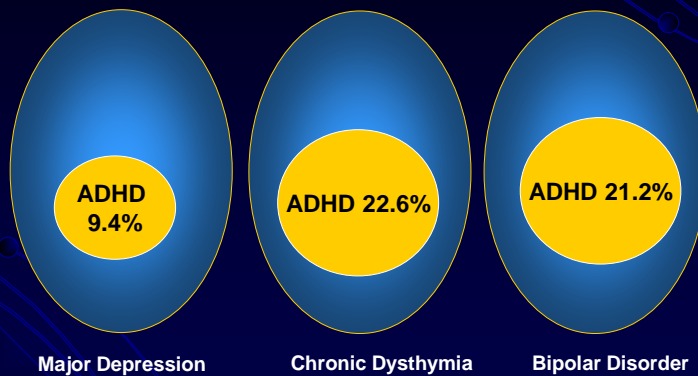 ADHD
9.4%
ADHD 22.6%
ADHD 21.2%
Major Depression
Chronic Dysthymia
Bipolar Disorder